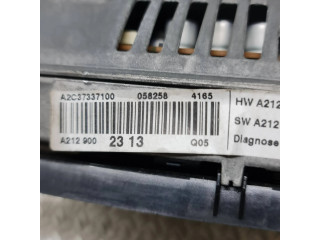 A2C37337100 058258 4165
HW A212
SW A212
Diagnose
A212 900 23 13 Q05